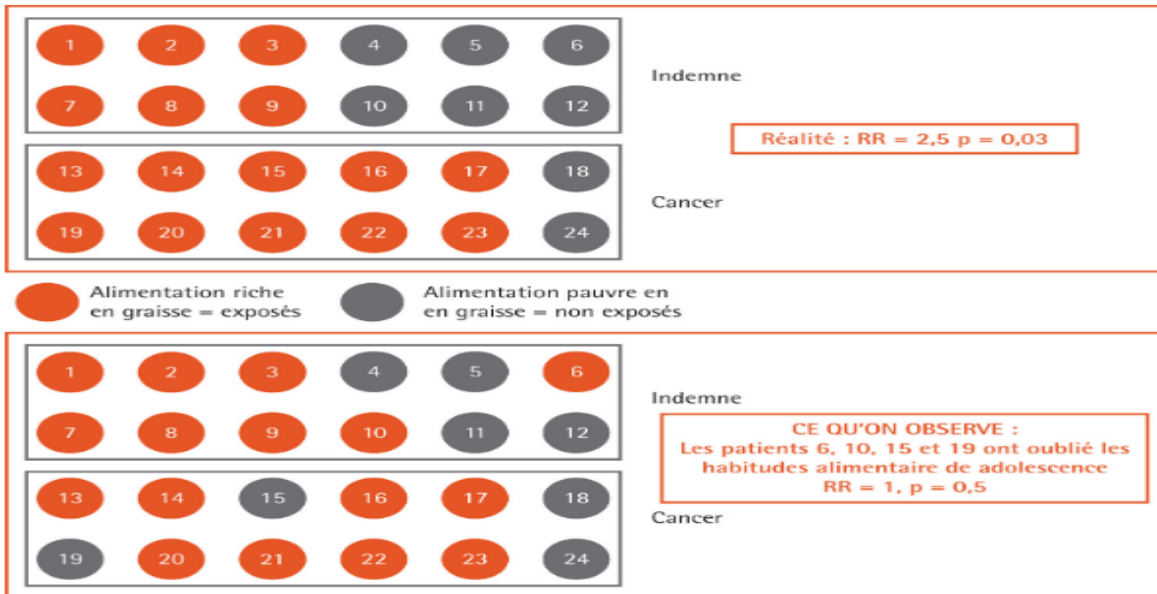 1 2 3 4 5 6
Indemne
7 8 9 10 11 12
Réalité : RR = 2,5 p = 0,03
13 14 15 16 17 18
Cancer
19 20 21 22 23 24
Alimentation riche
en graisse = exposés
Alimentation pauvre en
en graisse = non exposés
1 2 3 4 5 6
Indemne
7 8 9 10 11 12
CE QU'ON OBSERVE :
Les patients 6, 10, 15 et 19 ont oublié les
habitudes alimentaire de adolescence
RR = 1, p = 0,5
13 14 15 16 17 18
Cancer
19 20 21 22 23 24